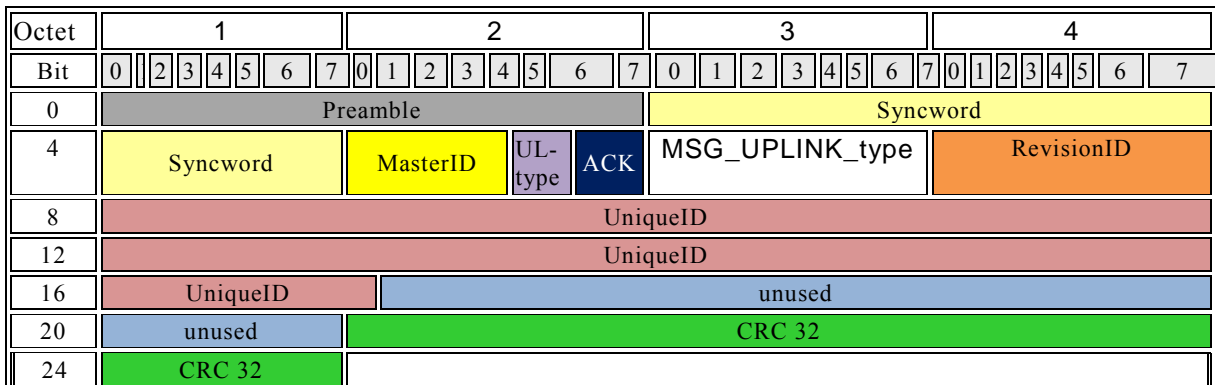 Octet 1 2 3 4
Bit 0 2 3 4 5 6 7 0 1 2 3 4 5 6 7 0 1 2 3 4 5 6 7 0 1 2 3 4 5 6 7
0 Preamble Syncword
4 Syncword MasterID UL-type ACK MSG_UPLINK_type RevisionID
8 UniqueID
12 UniqueID
16 UniqueID unused
20 unused CRC 32
24 CRC 32